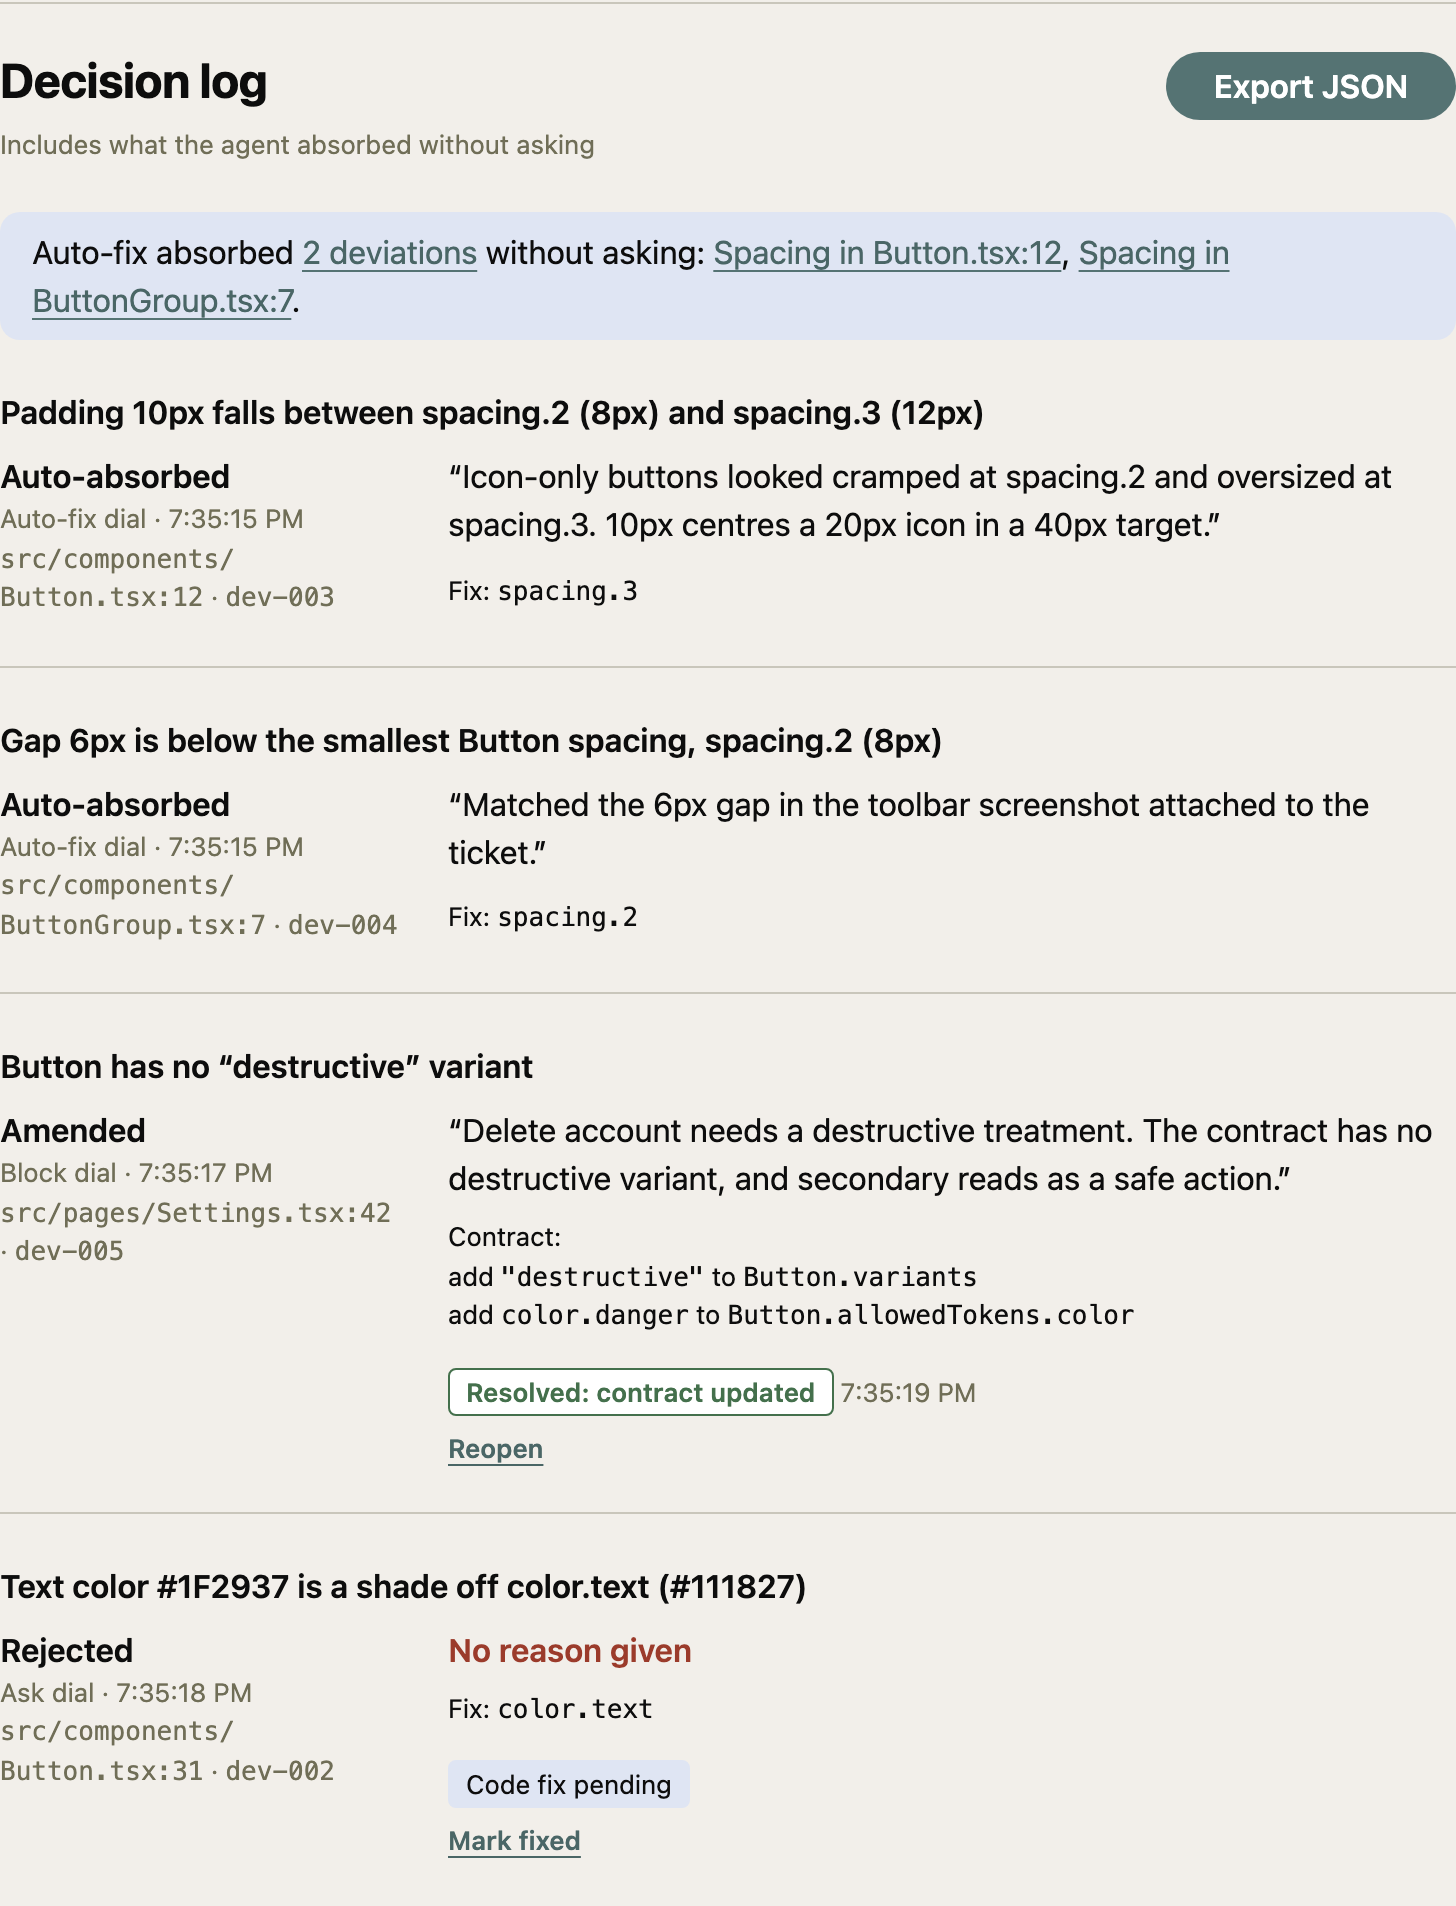 Decision log
Export JSON
Includes what the agent absorbed without asking
Auto-fix absorbed 2 deviations without asking: Spacing in Button.tsx:12, Spacing in
ButtonGroup.tsx:7.
Padding 10px falls between spacing.2 (8px) and spacing.3 (12px)
Auto-absorbed
Auto-fix dial · 7:35:15 PM
src/components/
Button.tsx:12 · dev-003
“Icon-only buttons looked cramped at spacing.2 and oversized at
spacing.3. 10px centres a 20px icon in a 40px target.”
Fix: spacing.3
Gap 6px is below the smallest Button spacing, spacing.2 (8px)
Auto-absorbed
Auto-fix dial · 7:35:15 PM
src/components/
ButtonGroup.tsx:7 · dev-004
“Matched the 6px gap in the toolbar screenshot attached to the
ticket.”
Fix: spacing.2
Button has no “destructive” variant
Amended
Block dial · 7:35:17 PM
src/pages/Settings.tsx:42
· dev-005
“Delete account needs a destructive treatment. The contract has no
destructive variant, and secondary reads as a safe action.”
Contract:
add "destructive" to Button.variants
add color.danger to Button.allowedTokens.color
Resolved: contract updated 7:35:19 PM
Reopen
Text color #1F2937 is a shade off color.text (#111827)
Rejected
Ask dial · 7:35:18 PM
src/components/
Button.tsx:31 · dev-002
No reason given
Fix: color.text
Code fix pending
Mark fixed